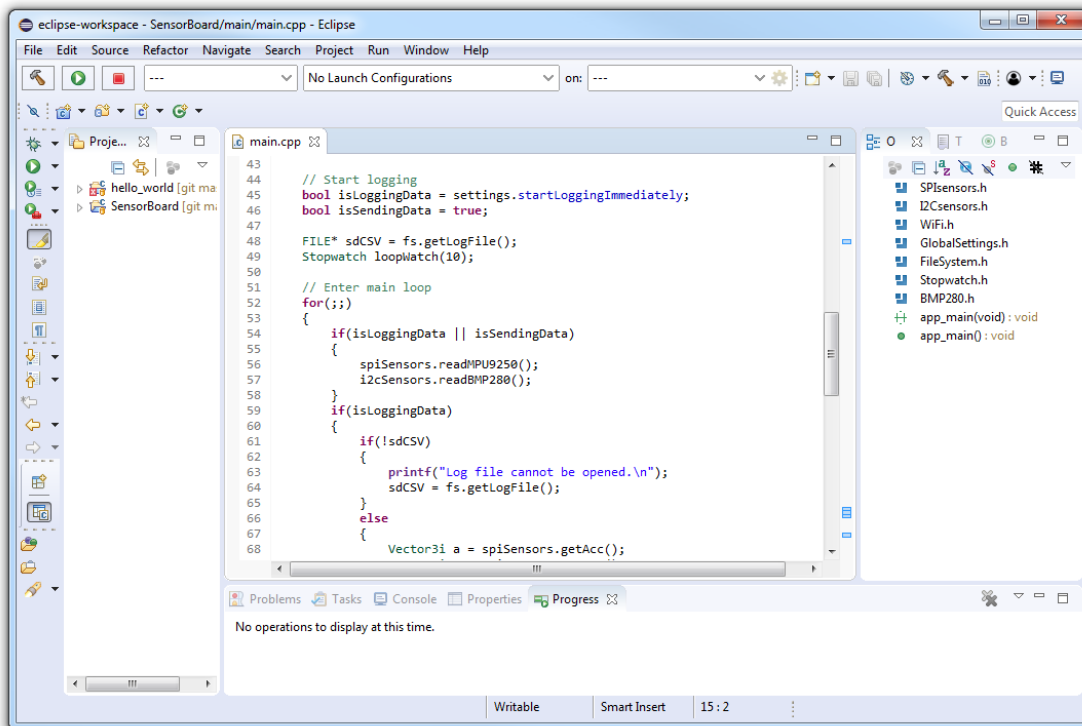 eclipse-workspace - SensorBoard/main/main.cpp - Eclipse
File Edit Source Refactor Navigate Search Project Run Window Help
--- No Launch Configurations on: ---
Quick Access
Proje...
main.cpp
O T B
hello_world [git ma
SensorBoard [git ma
43
44 // Start logging
45 bool isLoggingData = settings.startLoggingImmediately;
46 bool isSendingData = true;
47
48 FILE* sdCSV = fs.getLogFile();
49 Stopwatch loopWatch(10);
50
51 // Enter main loop
52 for(;;)
53 {
54 if(isLoggingData || isSendingData)
55 {
56 spiSensors.readMPU9250();
57 i2cSensors.readBMP280();
58 }
59 if(isLoggingData)
60 {
61 if(!sdCSV)
62 {
63 printf("Log file cannot be opened.\n");
64 sdCSV = fs.getLogFile();
65 }
66 else
67 {
68 Vector3i a = spiSensors.getAcc();
SPIsensors.h
I2Csensors.h
WiFi.h
GlobalSettings.h
FileSystem.h
Stopwatch.h
BMP280.h
app_main(void) : void
app_main() : void
Problems Tasks Console Properties Progress
No operations to display at this time.
Writable Smart Insert 15 : 2